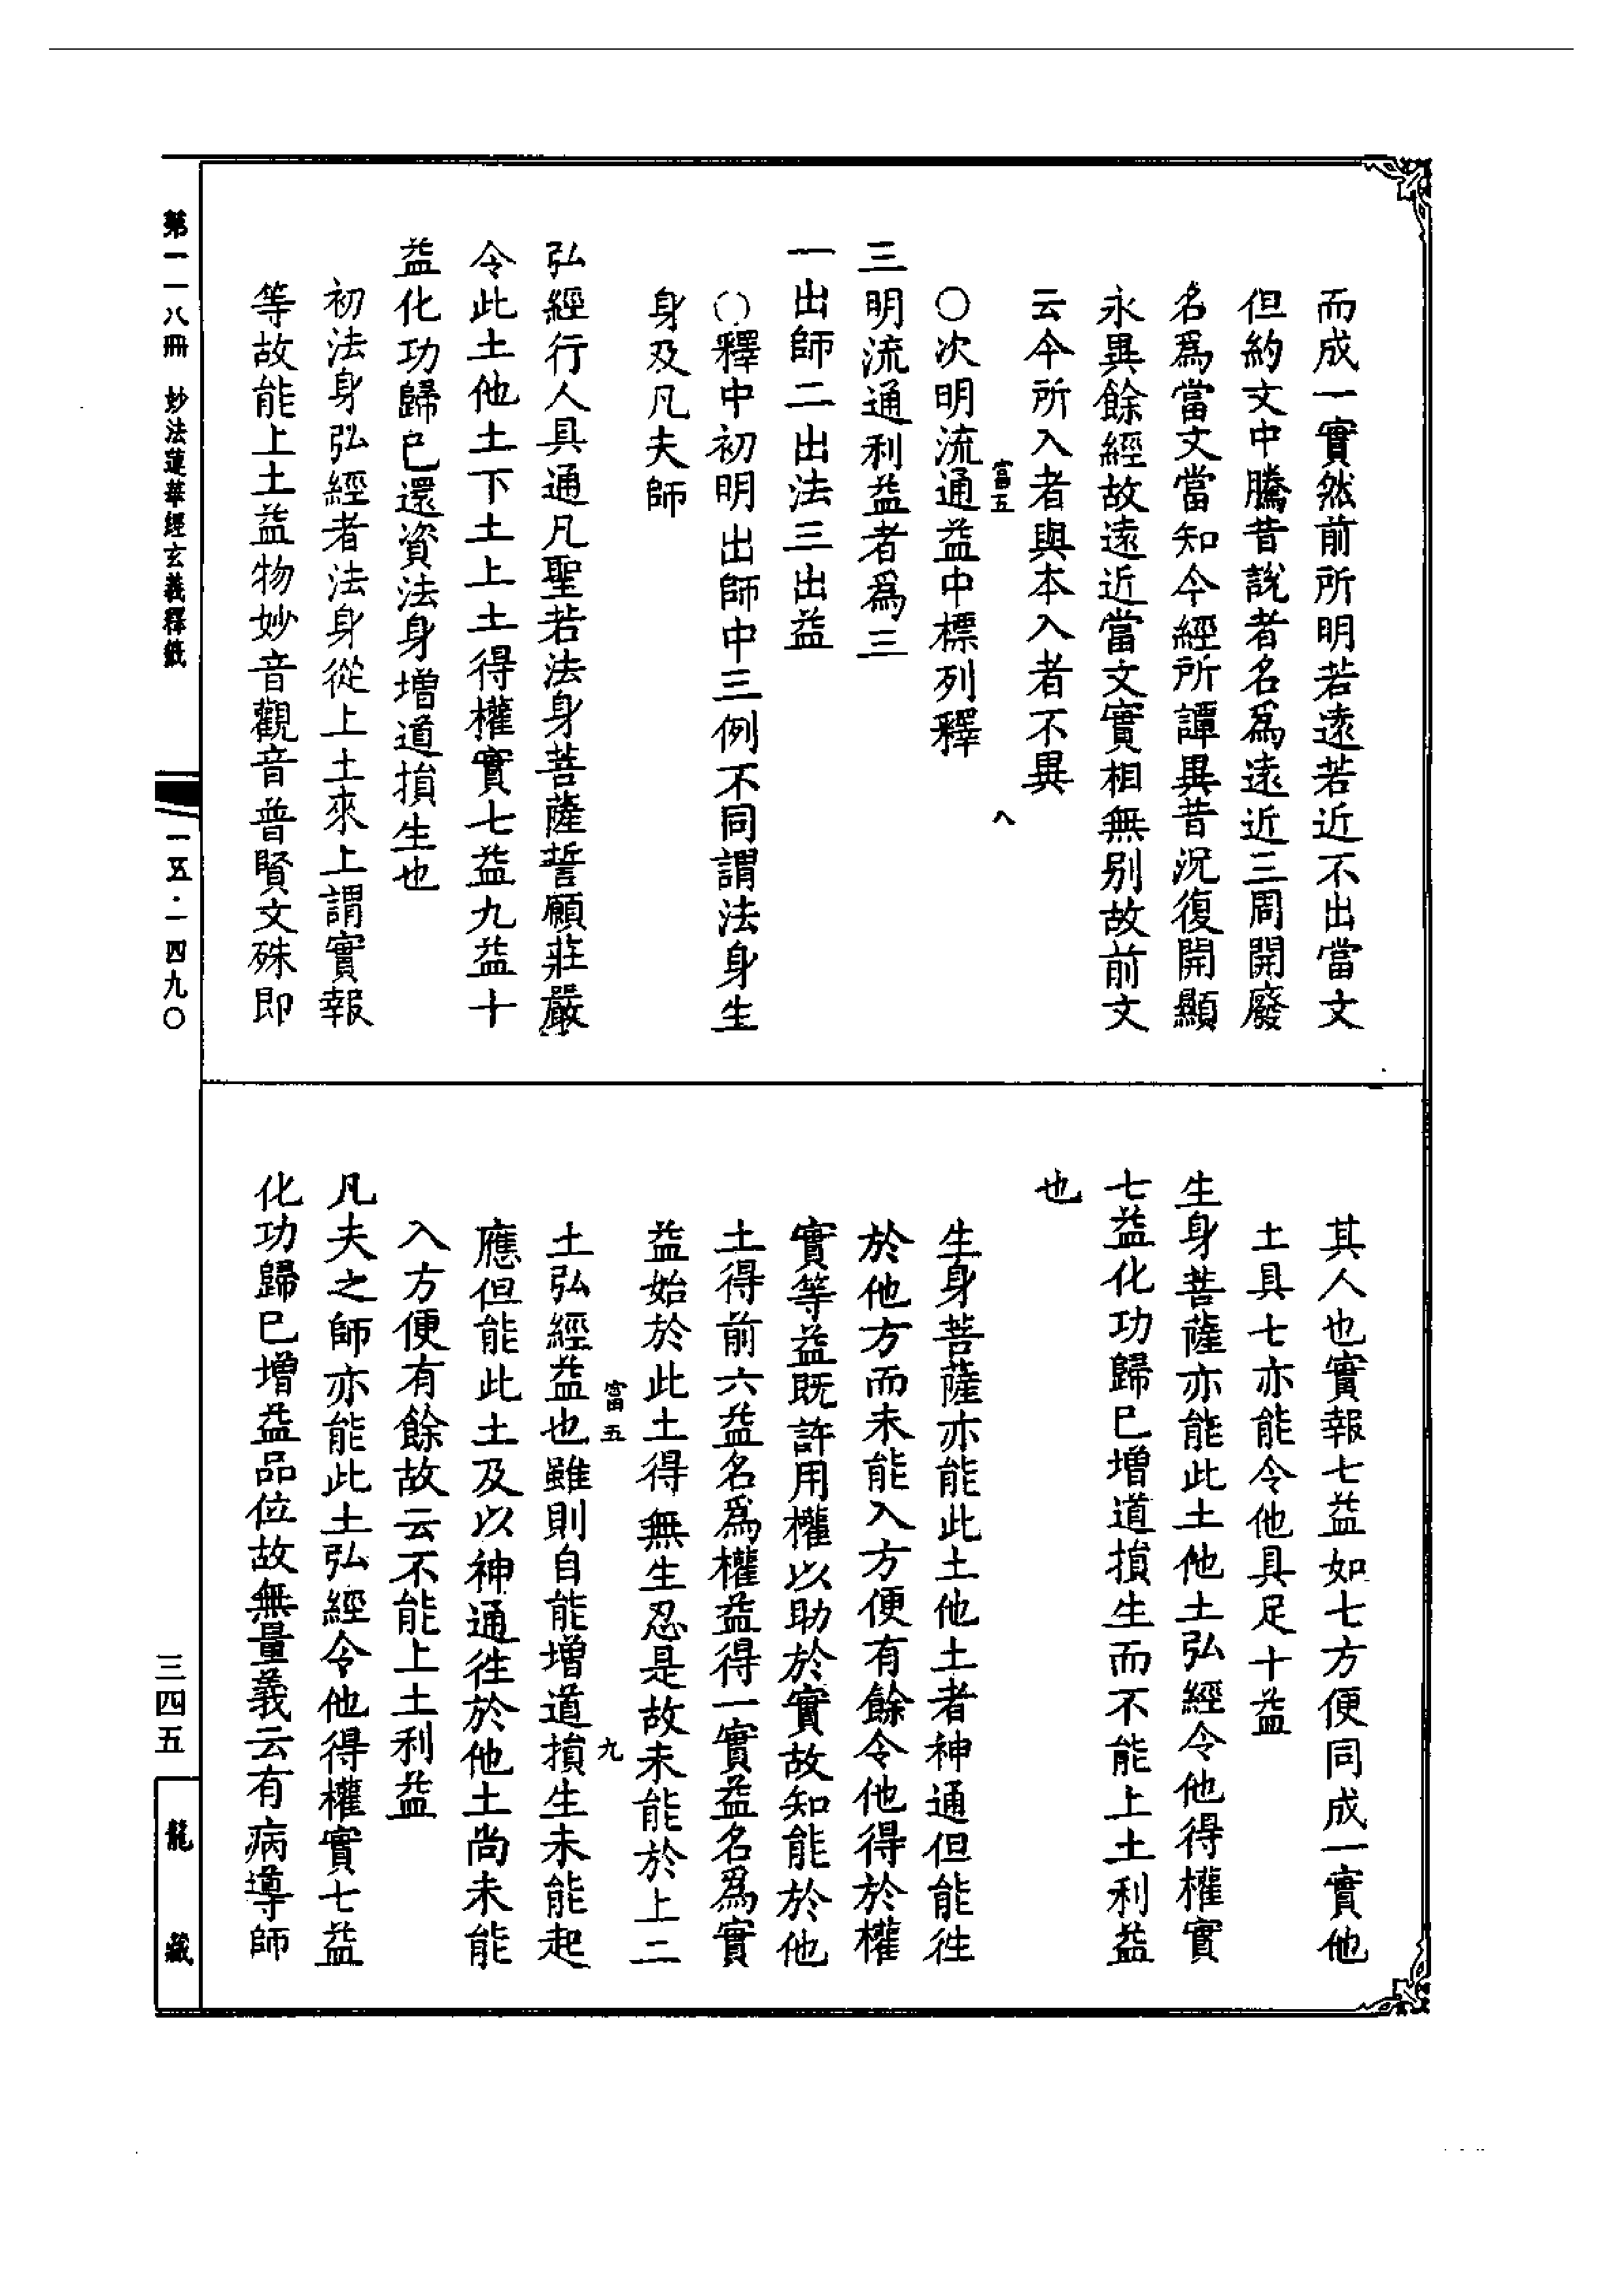 而成一實然前所明若遠若近不出當文
但約文中騰昔說者名爲遠近三周開廢
名爲當文當知今經所譚異昔況復開顯
永異餘經故遠近當文實相無別故前文
云今所入者與本入者不異
富五
八
〇次明流通益中標列釋
三明流通利益者爲三
一出師二出法三出益
〇釋中初明出師中三例不同謂法身生
身及凡夫師
弘經行人具通凡聖若法身菩薩誓願莊嚴
令此土他土下土上土得權實七益九益十
益化功歸已還資法身增道損生也
初法身弘經者法身從上土來上謂實報
等故能上土益物妙音觀音普賢文殊即
其人也實報七益如七方便同成一實他
土具七亦能令他具足十益
生身菩薩亦能此土他土弘經令他得權實
七益化功歸巳增道損生而不能上土利益
也
生身菩薩亦能此土他土者神通但能往
於他方而未能入方便有餘令他得於權
實等益既許用權以助於實故知能於他
土得前六益名爲權益得一實益名爲實
益始於此土得無生忍是故未能於上二
富五
九
土弘經益也雖則自能增道損生未能起
應但能此土及以神通往於他土尚未能
入方便有餘故云不能上土利益
凡夫之師亦能此土弘經令他得權實七益
化功歸巳增益品位故無量義云有病導師
第一一八冊 妙法蓮華經玄義釋籤
一五·一四九〇
三四五
龍藏